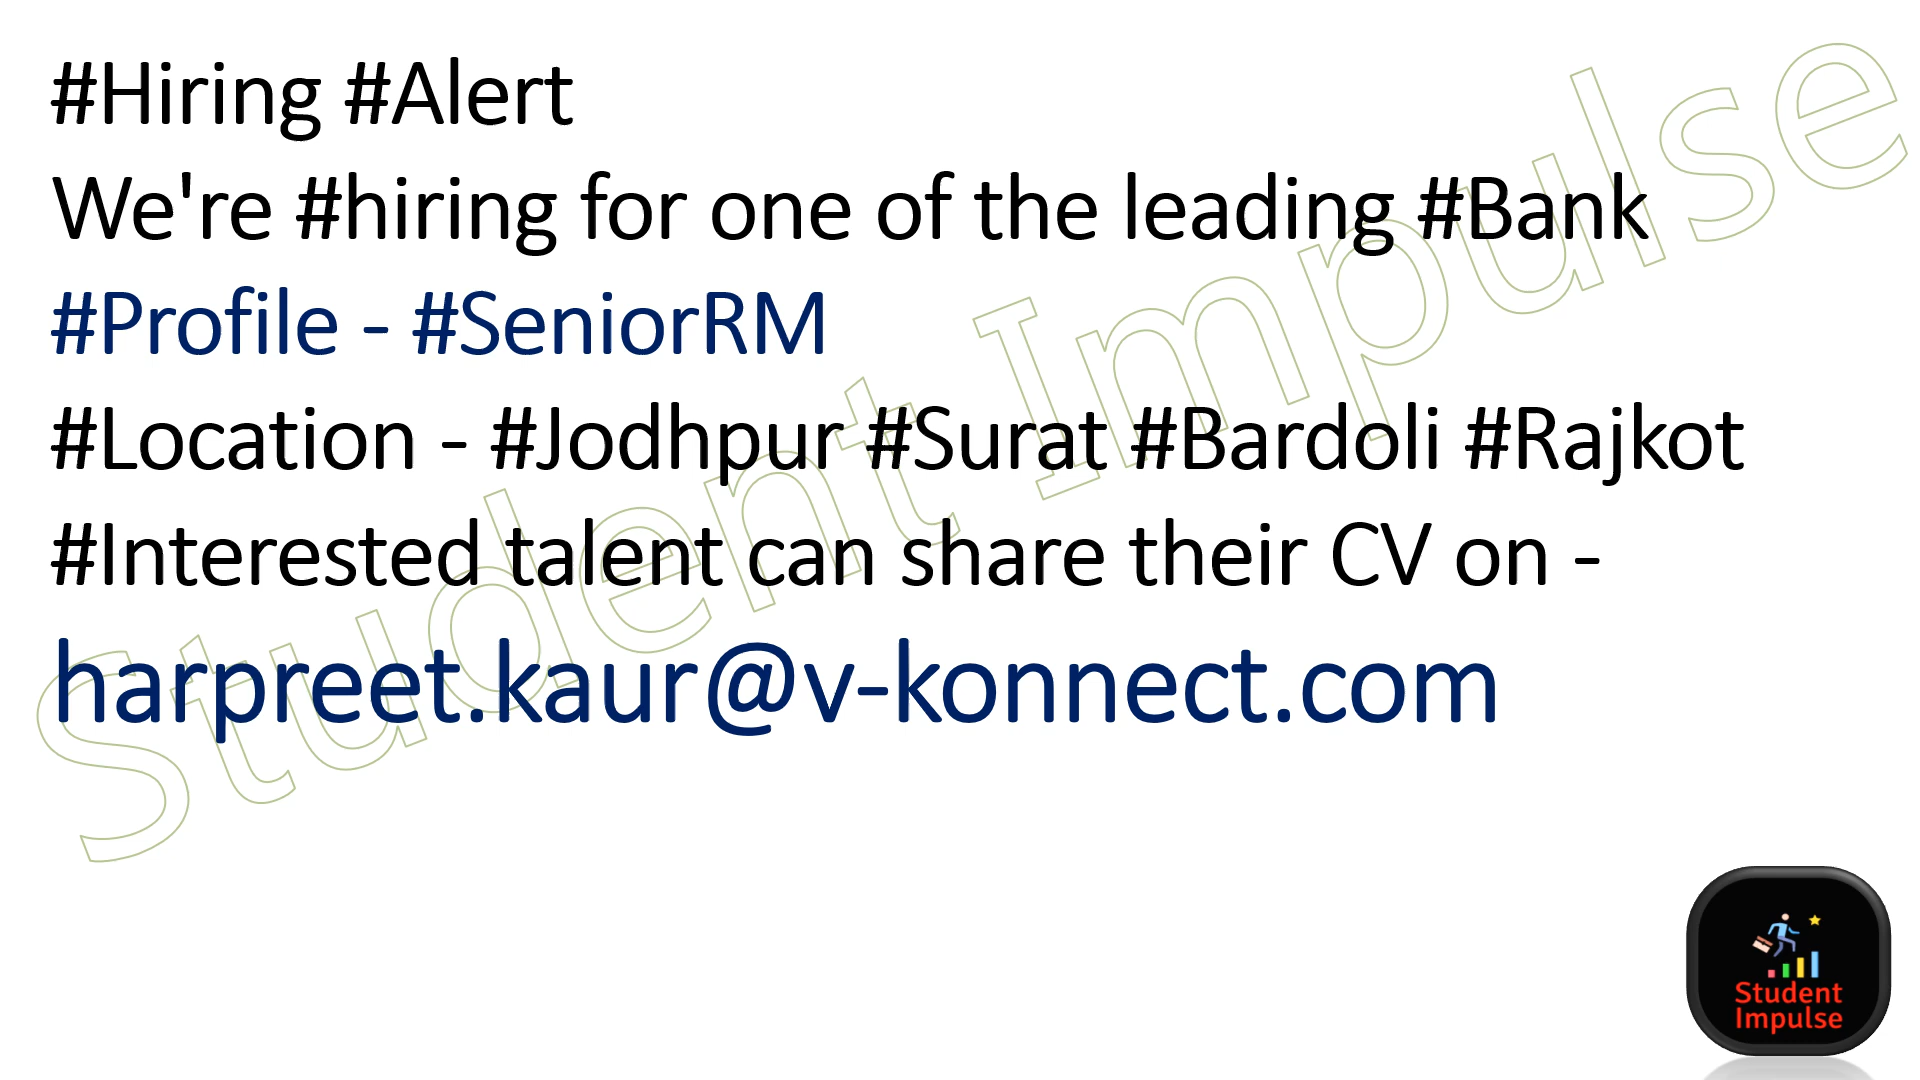 #Hiring #Alert
We're #hiring for one of the leading #Bank
#Profile - #SeniorRM
#Location - #Jodhpur #Surat #Bardoli #Rajkot
#Interested talent can share their CV on -
harpreet.kaur@v-konnect.com
Student Impulse
Student
Impulse